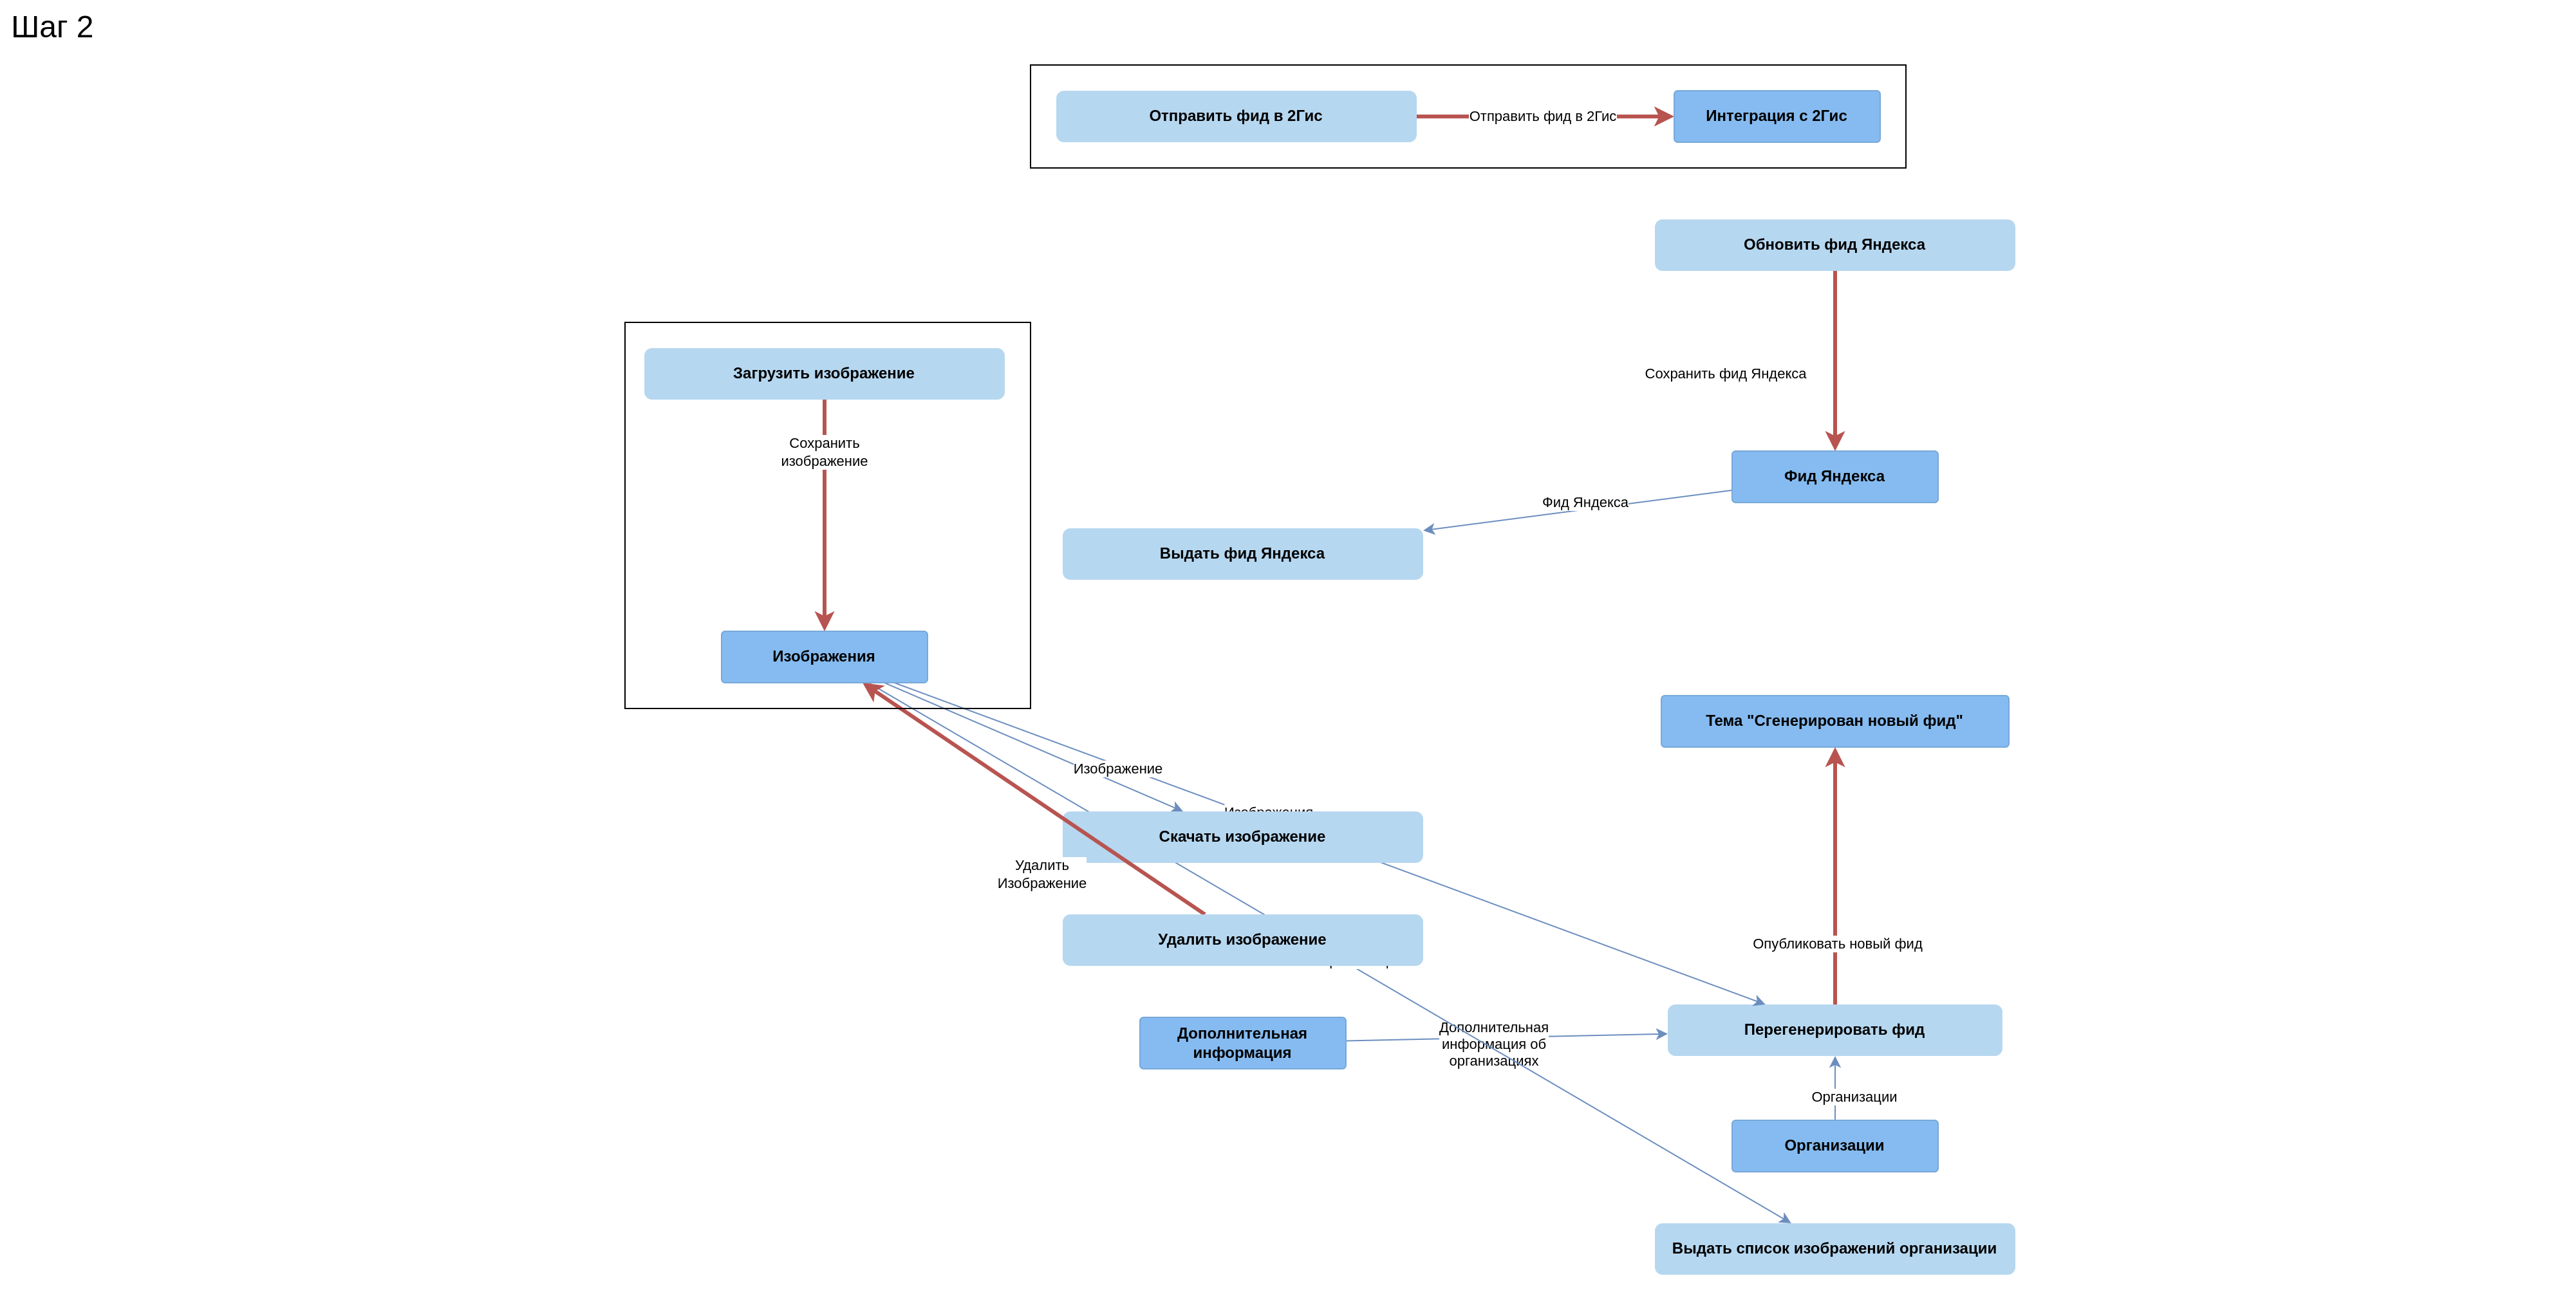 Шаг 2
Отправить фид в 2Гис
Отправить фид в 2Гис
Интеграция с 2Гис
Обновить фид Яндекса
Загрузить изображение
Сохранить фид Яндекса
Сохранить
изображение
Фид Яндекса
Фид Яндекса
Выдать фид Яндекса
Изображения
Тема "Сгенерирован новый фид"
Изображение
Изображения
Скачать изображение
Удалить
Изображение
Удалить изображение
Опубликовать новый фид
Дополнительная
информация
Дополнительная
информация об
организациях
Перегенерировать фид
Организации
Организации
Выдать список изображений организации